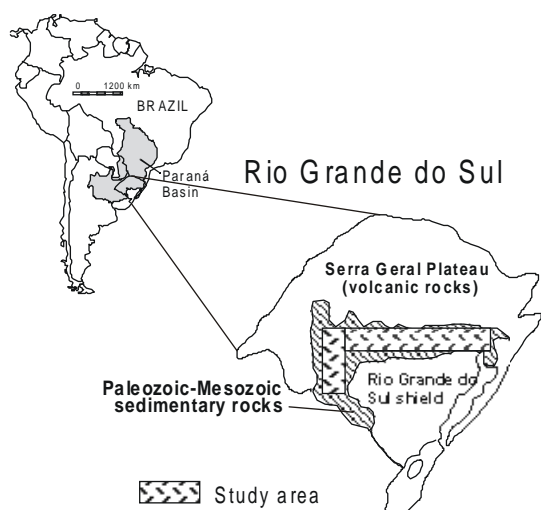 0 1200 km
BRAZIL
Paraná
Basin
Rio Grande do Sul
Serra Geral Plateau
(volcanic rocks)
Paleozoic-Mesozoic
sedimentary rocks
Rio Grande do
Sul shield
Study area